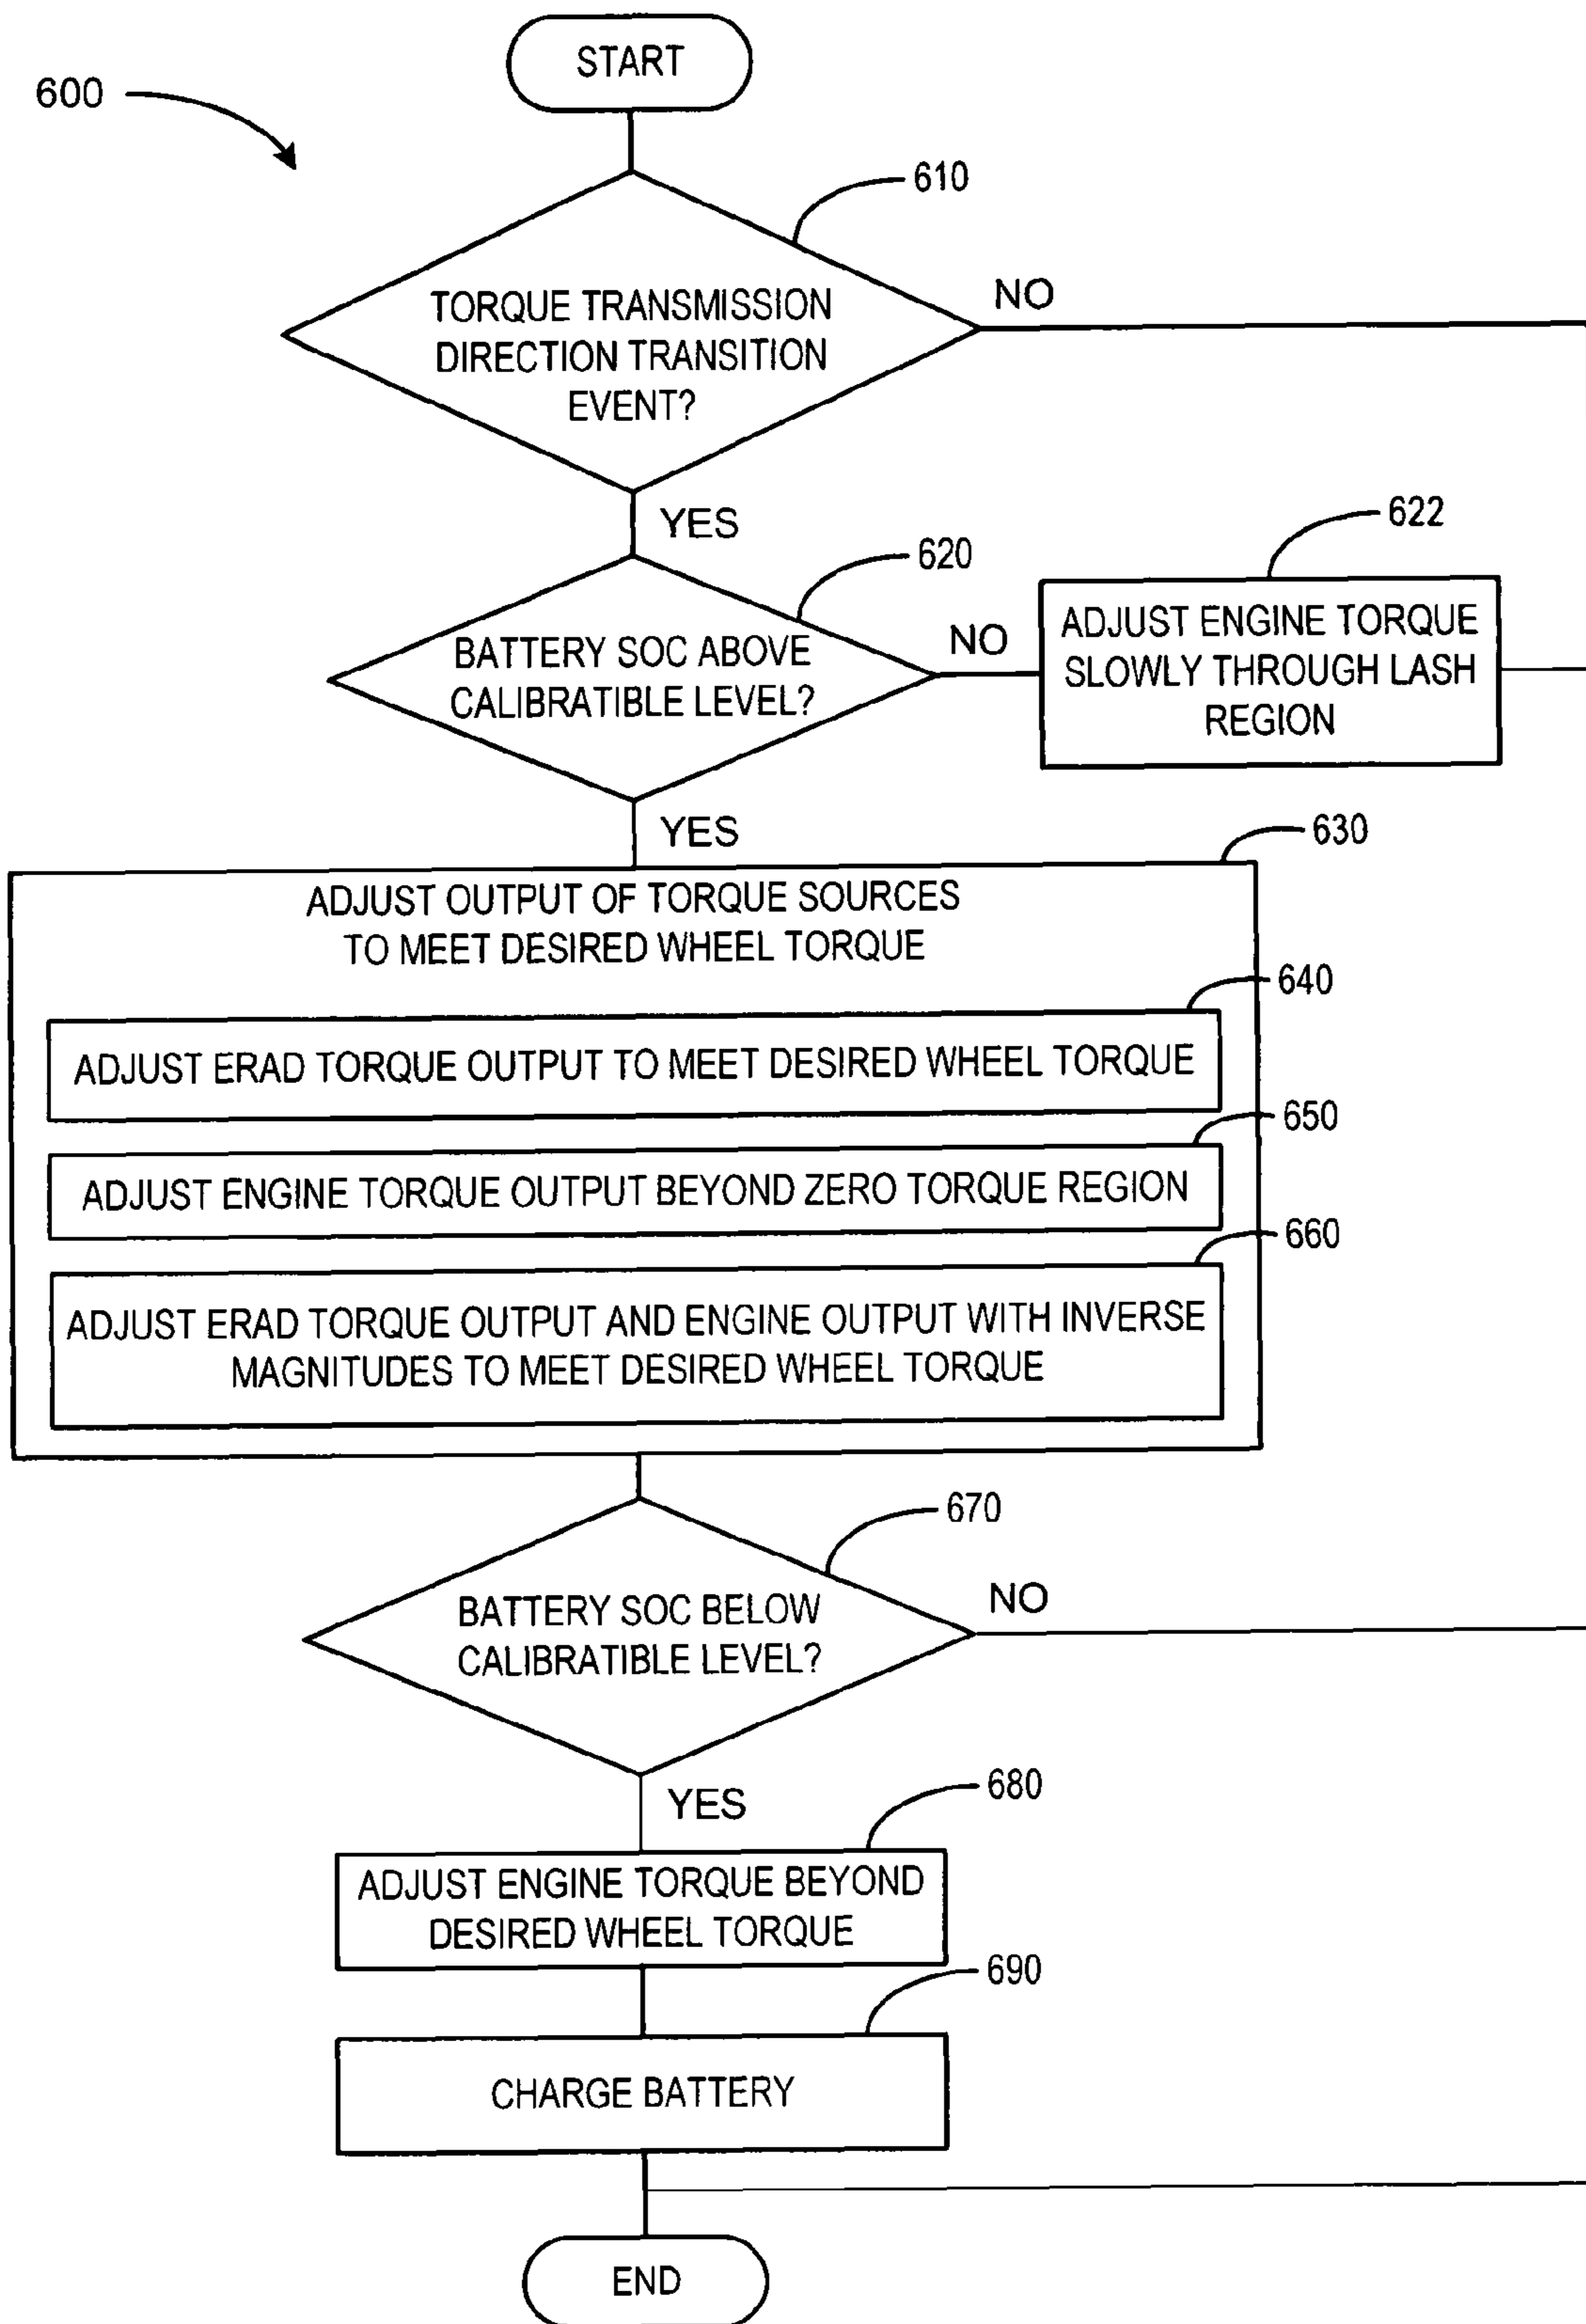 START
600
610
TORQUE TRANSMISSION
DIRECTION TRANSITION
EVENT?
NO
YES
620
622
BATTERY SOC ABOVE
CALIBRATIBLE LEVEL?
NO
ADJUST ENGINE TORQUE
SLOWLY THROUGH LASH
REGION
YES
630
ADJUST OUTPUT OF TORQUE SOURCES
TO MEET DESIRED WHEEL TORQUE
640
ADJUST ERAD TORQUE OUTPUT TO MEET DESIRED WHEEL TORQUE
650
ADJUST ENGINE TORQUE OUTPUT BEYOND ZERO TORQUE REGION
660
ADJUST ERAD TORQUE OUTPUT AND ENGINE OUTPUT WITH INVERSE
MAGNITUDES TO MEET DESIRED WHEEL TORQUE
670
BATTERY SOC BELOW
CALIBRATIBLE LEVEL?
NO
YES
680
ADJUST ENGINE TORQUE BEYOND
DESIRED WHEEL TORQUE
690
CHARGE BATTERY
END